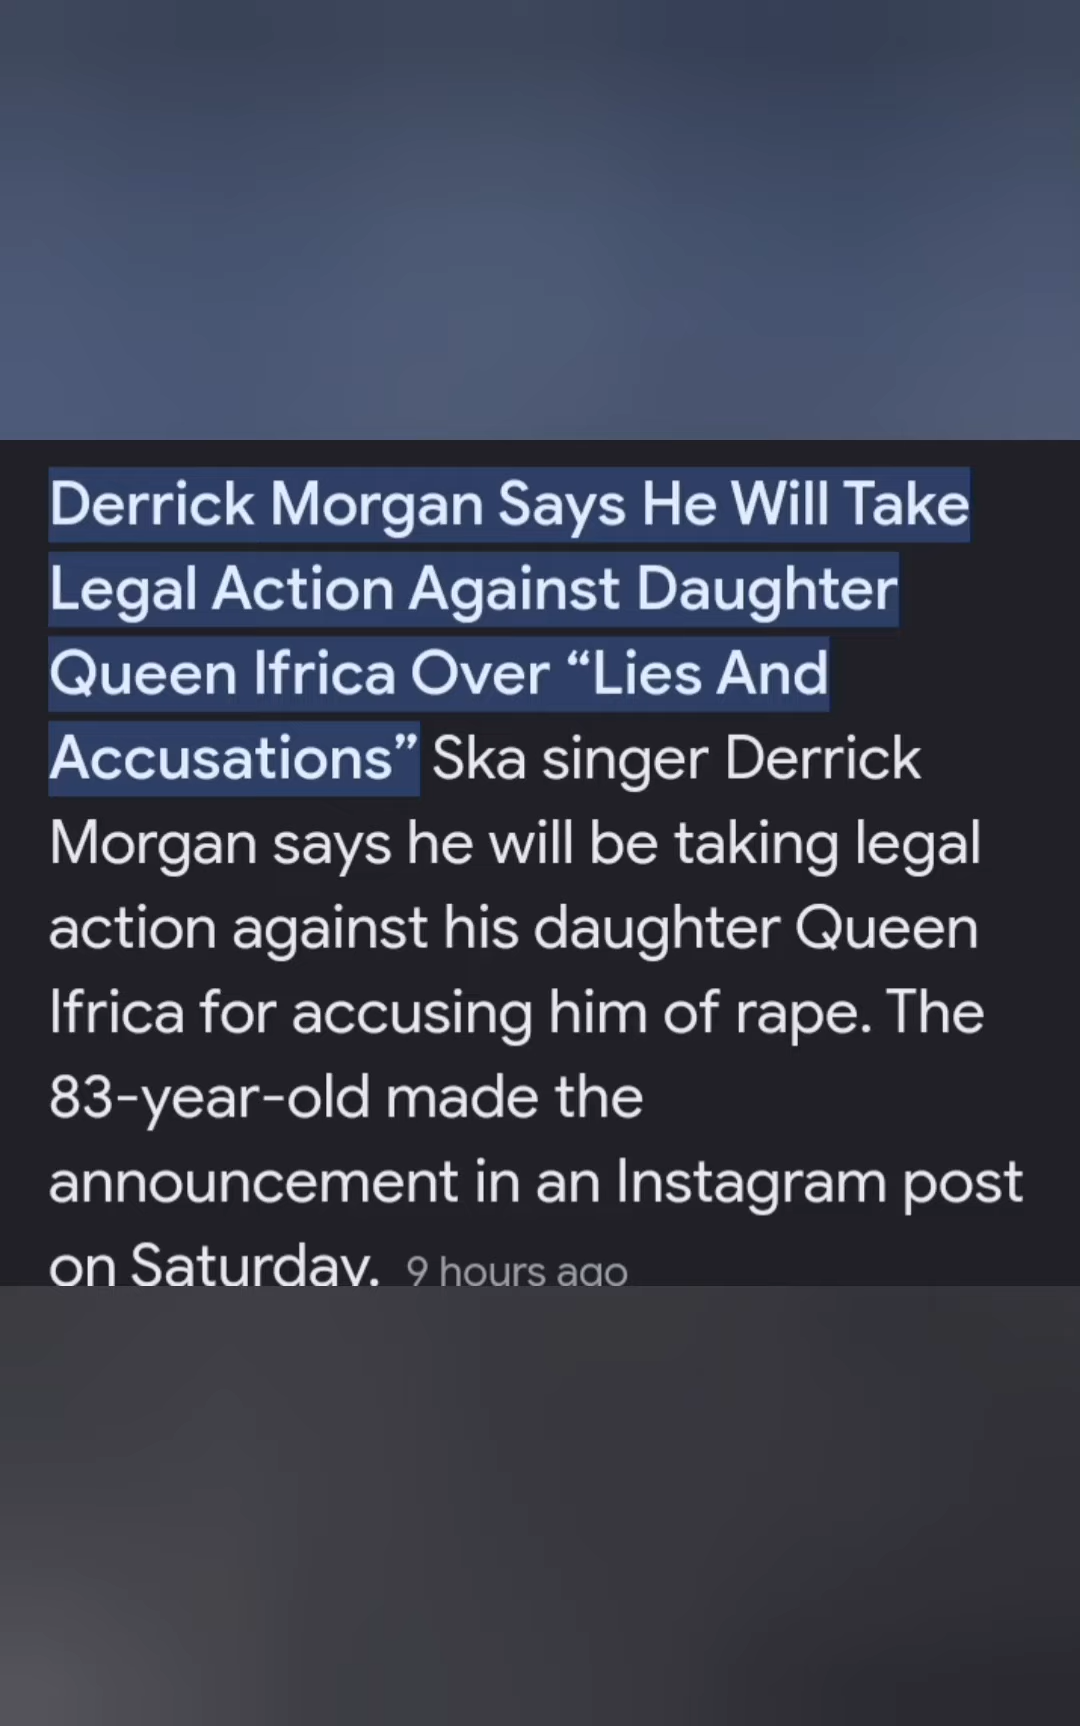 Derrick Morgan Says He Will Take
Legal Action Against Daughter
Queen Ifrica Over “Lies And
Accusations” Ska singer Derrick
Morgan says he will be taking legal
action against his daughter Queen
Ifrica for accusing him of rape. The
83-year-old made the
announcement in an Instagram post
on Saturday. 9 hours ago